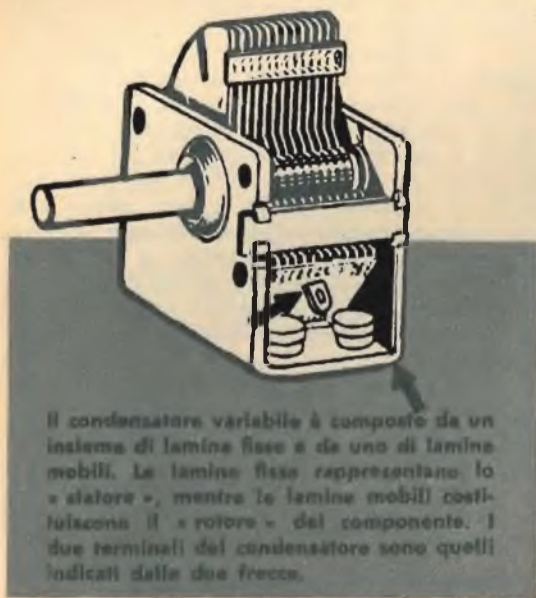 Il condensatore variabile è composto da un
insieme di lamine fisse e da uno di lamine
mobili. Le lamine fisse rappresentano lo
« statore », mentre le lamine mobili costi-
tuiscono il « rotore » del componente. I
due terminali del condensatore sono quelli
indicati dalle due frecce.